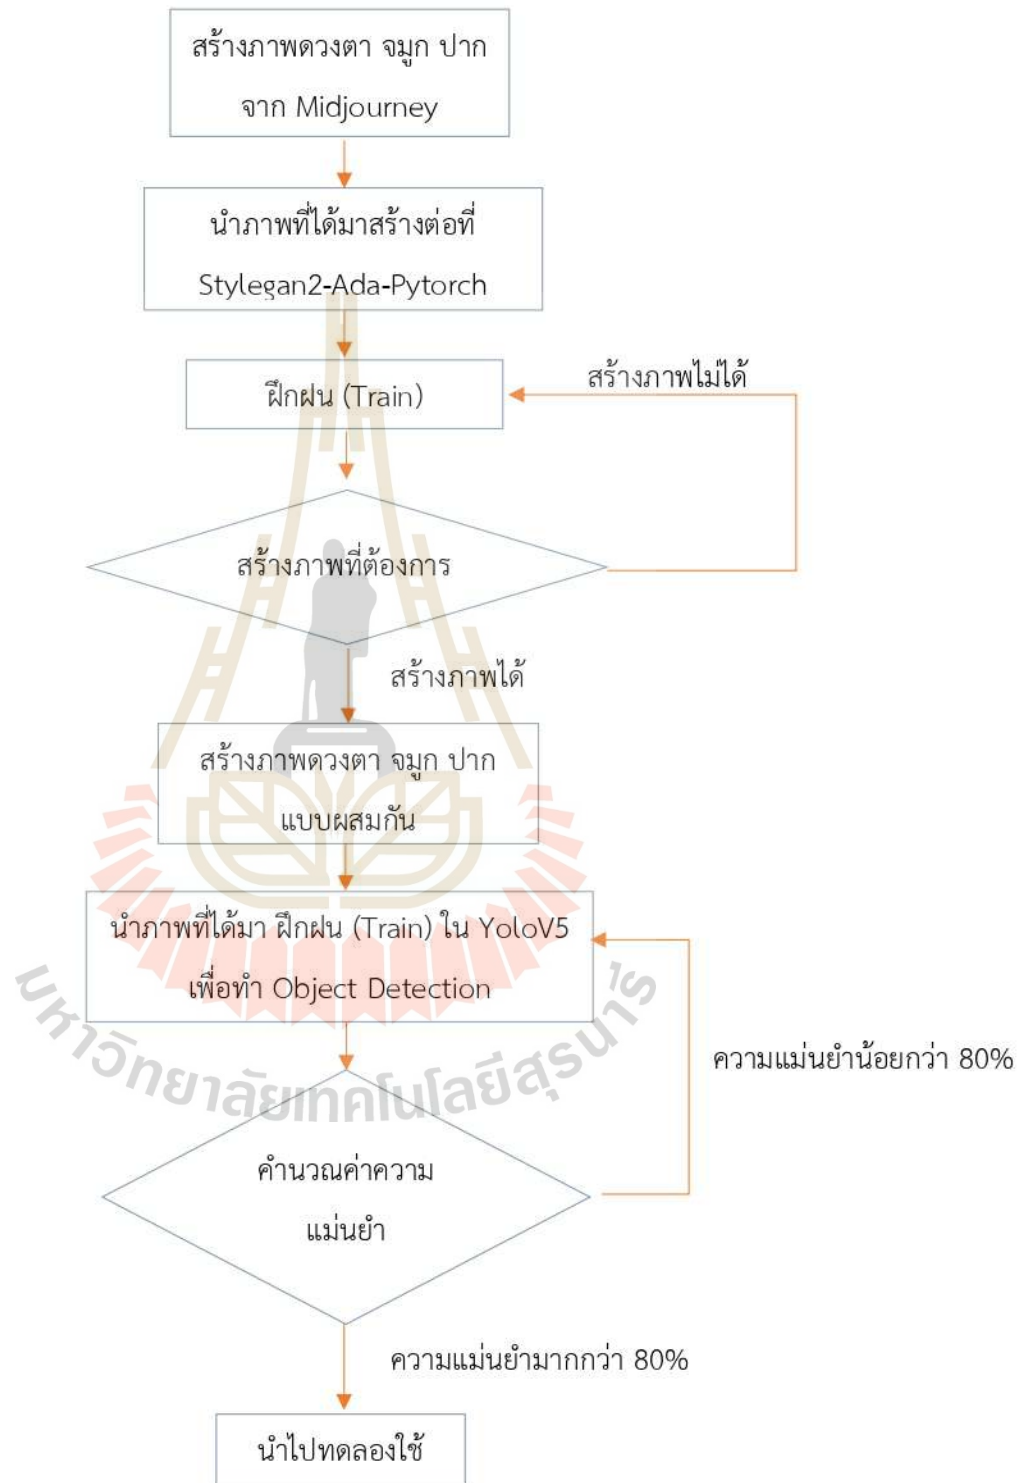 สร้างภาพดวงตา จมูก ปาก
จาก Midjourney
นำภาพที่ได้มาสร้างต่อที่
Stylegan2-Ada-Pytorch
สร้างภาพไม่ได้
ฝึกฝน (Train)
สร้างภาพที่ต้องการ
สร้างภาพได้
สร้างภาพดวงตา จมูก ปาก
แบบผสมกัน
นำภาพที่ได้มา ฝึกฝน (Train) ใน YoloV5
เพื่อทำ Object Detection
มหาวิทยาลัยเทคโนโลยีสุรนารี
ความแม่นยำน้อยกว่า 80%
คำนวณค่าความ
แม่นยำ
ความแม่นยำมากกว่า 80%
นำไปทดลองใช้